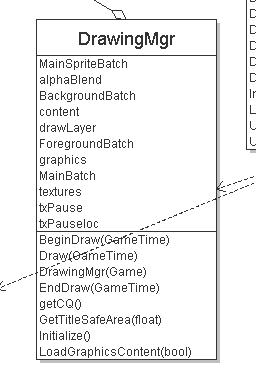 DrawingMgr
MainSpriteBatch
alphaBlend
BackgroundBatch
content
drawLayer
ForegroundBatch
graphics
MainBatch
textures
txPause
txPauseloc
BeginDraw(GameTime)
Draw(GameTime)
DrawingMgr(Game)
EndDraw(GameTime)
getCQ()
GetTitleSafeArea(float)
Initialize()
LoadGraphicsContent(bool)